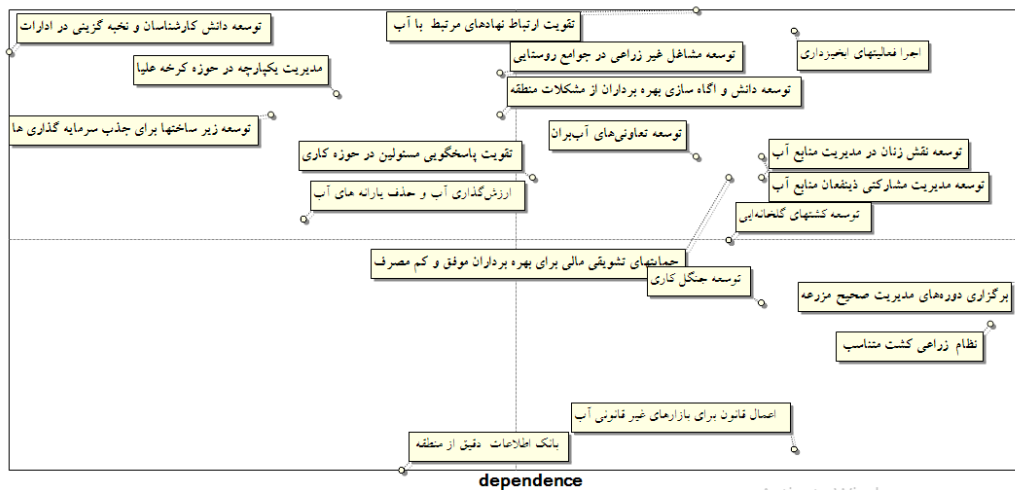 تقویت ارتباط نهادهای مرتبط با آب
توسعه دانش کارشناسان و نخبه گزینی در ادارات
اجرا فعالیتهای ابخیزداری
توسعه مشاغل غیر زراعی در جوامع روستایی
مدیریت یکپارچه در حوزه کرخه علیا
توسعه دانش و اگاه سازی بهره برداران از مشکلات منطقه
توسعه زیر ساختها برای جذب سرمایه گذاری ها
توسعه تعاونی‌های آب‌بران
توسعه نقش زنان در مدیریت منابع آب
تقویت پاسخگویی مسئولین در حوزه کاری
توسعه مدیریت مشارکتی ذینفعان منابع آب
ارزش‌گذاری آب و حذف یارانه های آب
توسعه کشتهای گلخانه‌ایی
حمایتهای تشویقی مالی برای بهره برداران موفق و کم مصرف
توسعه جنگل کاری
برگزاری دوره‌های مدیریت صحیح مزرعه
نظام زراعی کشت متناسب
اعمال قانون برای بازارهای غیر قانونی آب
بانک اطلاعات دقیق از منطقه
dependence